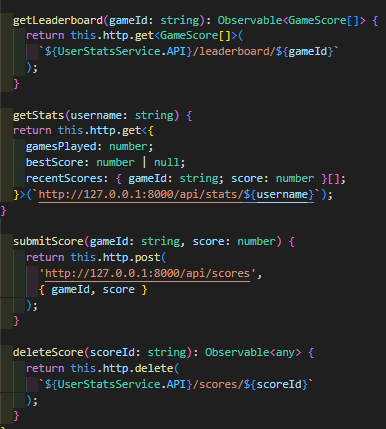 getLeaderboard(gameId: string): Observable<GameScore[]> {
  return this.http.get<GameScore[]>(
    `${UserStatsService.API}/leaderboard/${gameId}`
  );
}

getStats(username: string) {
return this.http.get<{
  gamesPlayed: number;
  bestScore: number | null;
  recentScores: { gameId: string; score: number }[];
}>(`http://127.0.0.1:8000/api/stats/${username}`);
}

submitScore(gameId: string, score: number) {
  return this.http.post(
    'http://127.0.0.1:8000/api/scores',
    { gameId, score }
  );
}

deleteScore(scoreId: string): Observable<any> {
  return this.http.delete(
    `${UserStatsService.API}/scores/${scoreId}`
  );
}